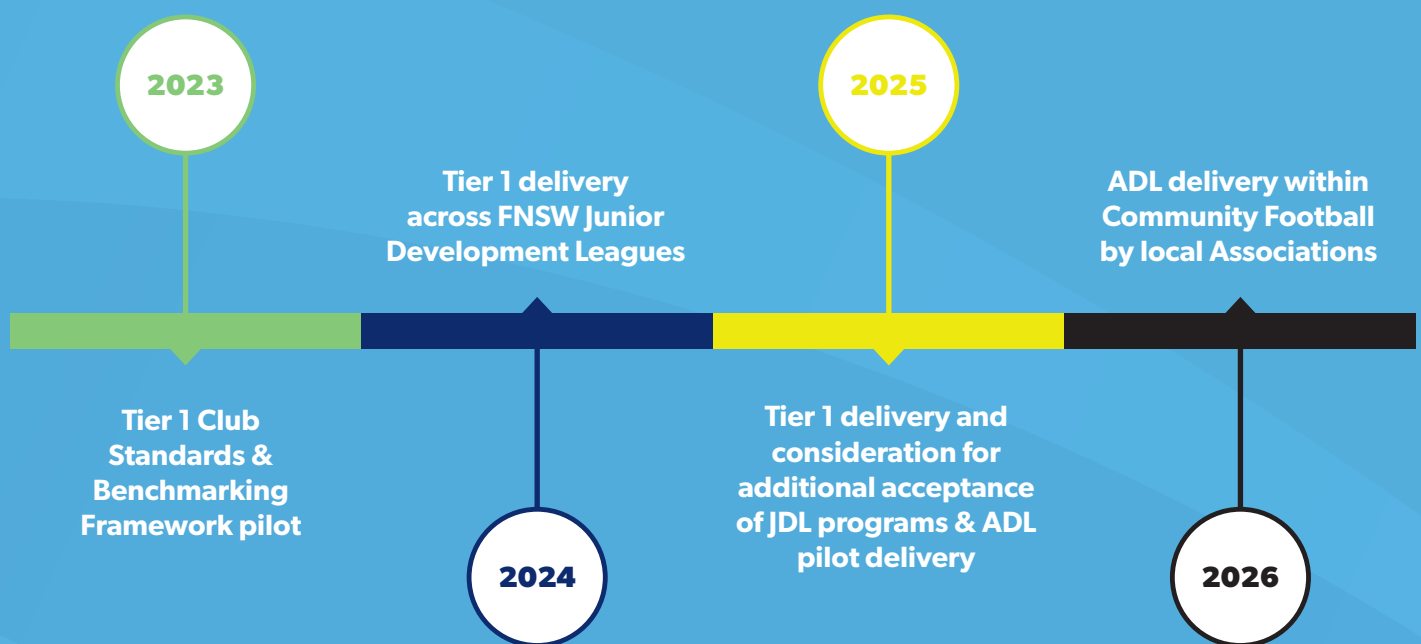 2023
Tier 1 Club
Standards &
Benchmarking
Framework pilot
Tier 1 delivery
across FNSW Junior
Development Leagues
2024
2025
Tier 1 delivery and
consideration for
additional acceptance
of JDL programs & ADL
pilot delivery
ADL delivery within
Community Football
by local Associations
2026